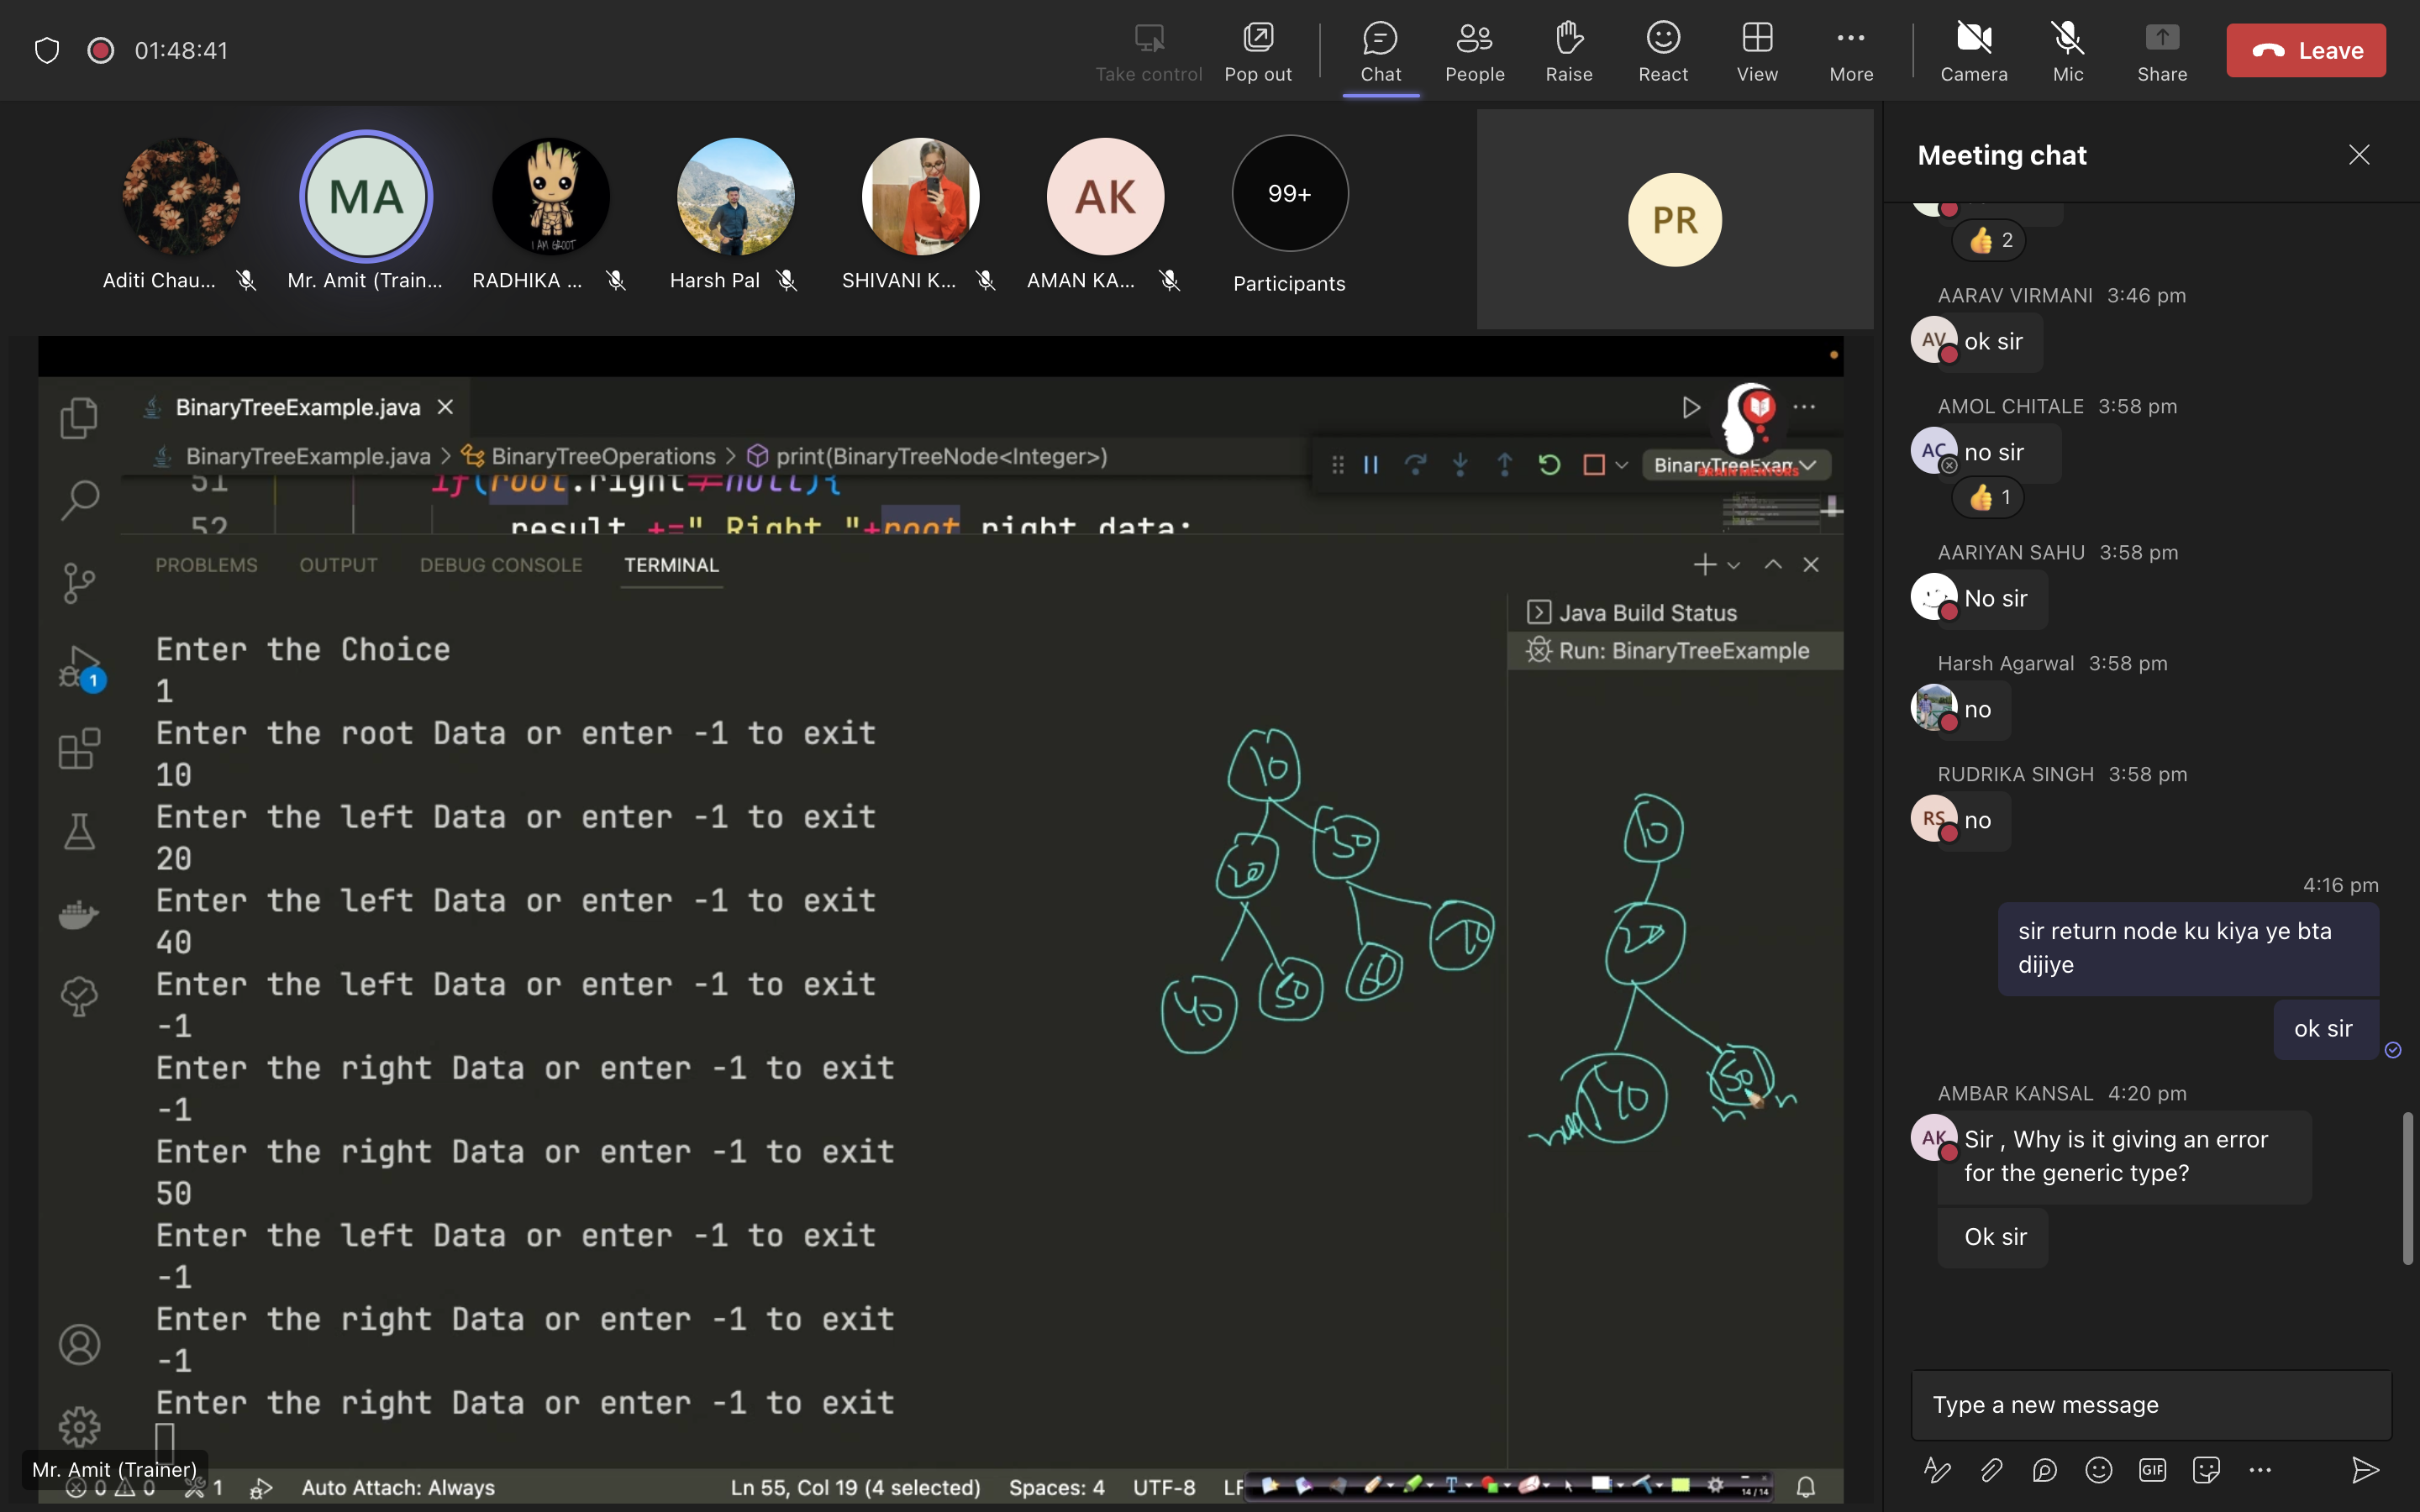 01:48:41
Take control
Pop out
Chat
People
Raise
React
View
More
Camera
Mic
Share
Leave
MA
I AM GROOT
AK
99+
PR
Aditi Chau...
Mr. Amit (Train...
RADHIKA ...
Harsh Pal
SHIVANI K...
AMAN KA...
Participants
BinaryTreeExample.java
BinaryTreeExample.java > BinaryTreeOperations > print(BinaryTreeNode<Integer>)
BinaryTreeExam
BRAIN MENTORS
51 if(root.right≠null){
52 result +=" Right "+root.right.data;
PROBLEMS
OUTPUT
DEBUG CONSOLE
TERMINAL
Java Build Status
Run: BinaryTreeExample
1
Enter the Choice
1
Enter the root Data or enter -1 to exit
10
Enter the left Data or enter -1 to exit
20
Enter the left Data or enter -1 to exit
40
Enter the left Data or enter -1 to exit
-1
Enter the right Data or enter -1 to exit
-1
Enter the right Data or enter -1 to exit
50
Enter the left Data or enter -1 to exit
-1
Enter the right Data or enter -1 to exit
-1
Enter the right Data or enter -1 to exit
10
20 30
40 50 60 70
10
20
40 50
null n n
Mr. Amit (Trainer)
0 0 1 Auto Attach: Always
Ln 55, Col 19 (4 selected) Spaces: 4 UTF-8 LF
14 / 14
Meeting chat
2
AARAV VIRMANI 3:46 pm
AV
ok sir
AMOL CHITALE 3:58 pm
AC
no sir
1
AARIYAN SAHU 3:58 pm
No sir
Harsh Agarwal 3:58 pm
no
RUDRIKA SINGH 3:58 pm
RS
no
4:16 pm
sir return node ku kiya ye bta
dijiye
ok sir
AMBAR KANSAL 4:20 pm
AK
Sir , Why is it giving an error
for the generic type?
Ok sir
Type a new message
GIF